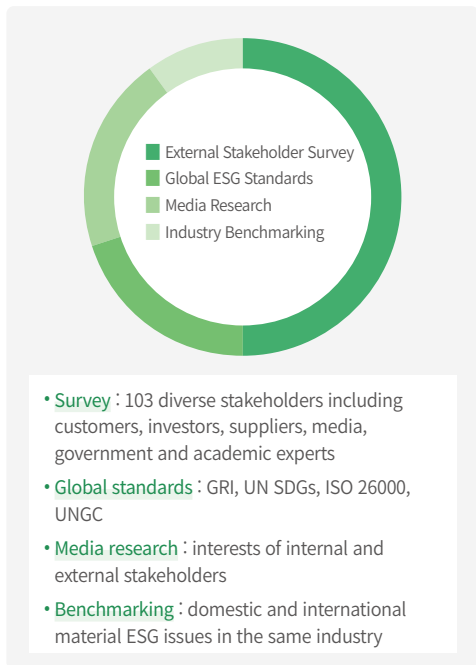 External Stakeholder Survey
Global ESG Standards
Media Research
Industry Benchmarking
• Survey : 103 diverse stakeholders including
customers, investors, suppliers, media,
government and academic experts
• Global standards : GRI, UN SDGs, ISO 26000,
UNGC
• Media research : interests of internal and
external stakeholders
• Benchmarking : domestic and international
material ESG issues in the same industry